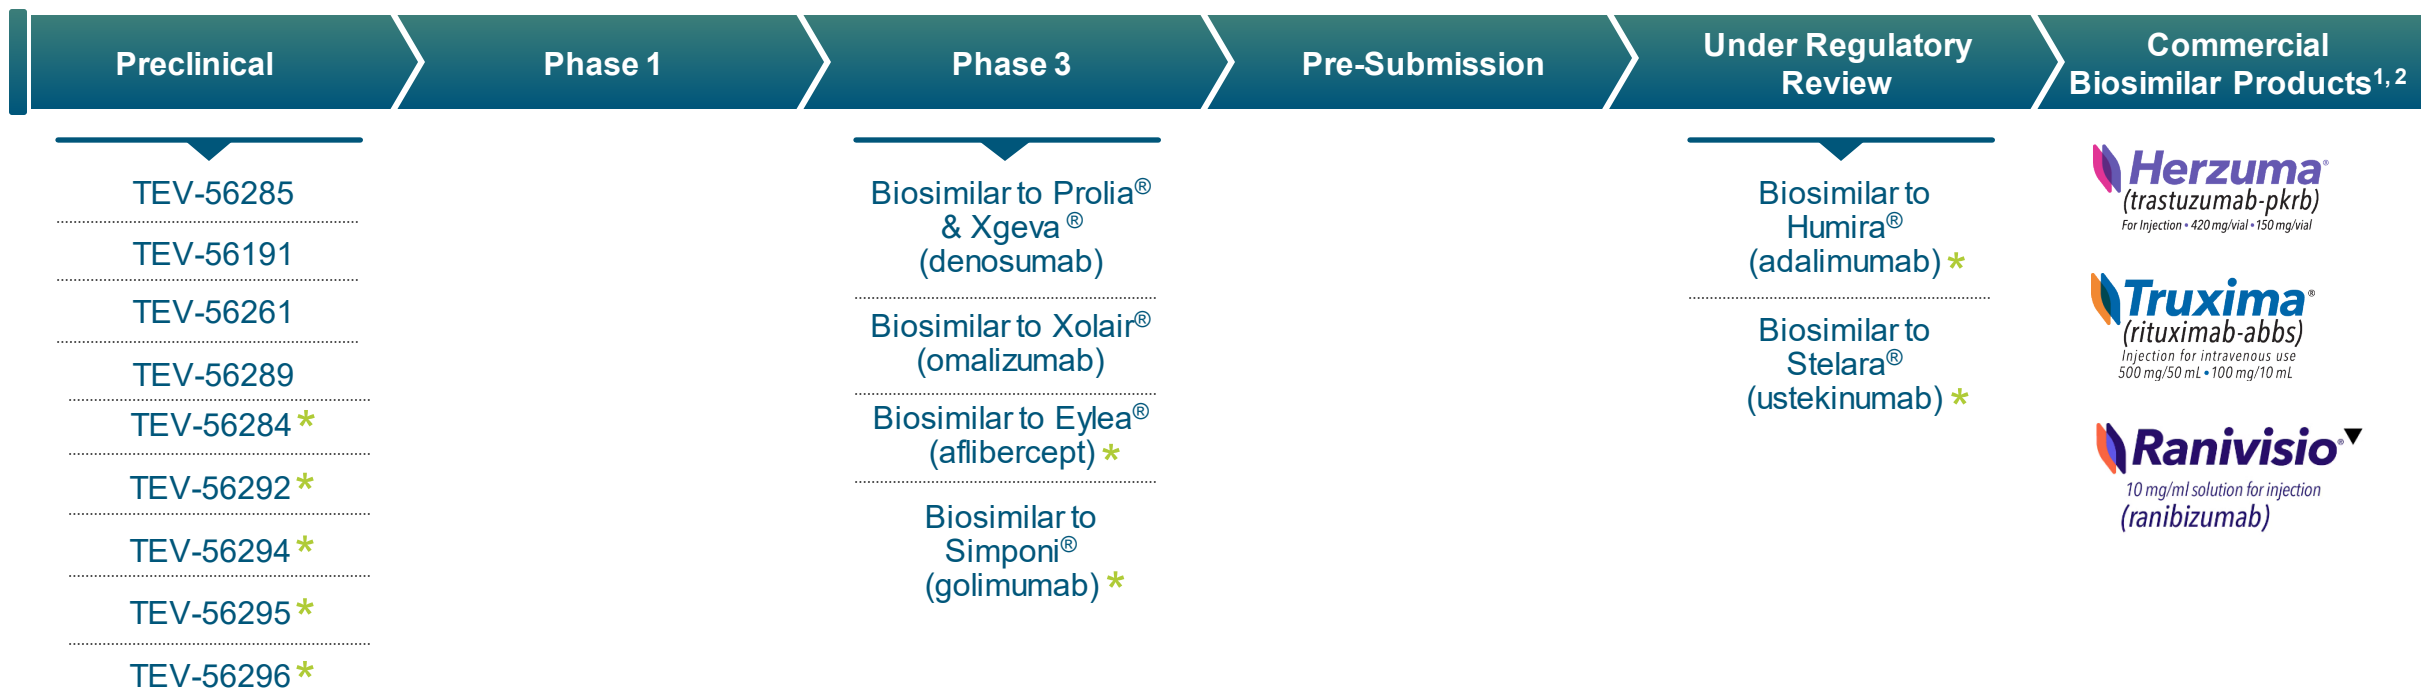 Preclinical
Phase 1
Phase 3
Pre-Submission
Under Regulatory
Review
Commercial
Biosimilar Products¹, ²
TEV-56285
TEV-56191
TEV-56261
TEV-56289
TEV-56284*
TEV-56292*
TEV-56294*
TEV-56295*
TEV-56296*
Biosimilar to Prolia®
& Xgeva ®
(denosumab)
Biosimilar to Xolair®
(omalizumab)
Biosimilar to Eylea®
(aflibercept)*
Biosimilar to
Simponi®
(golimumab)*
Biosimilar to
Humira®
(adalimumab)*
Biosimilar to
Stelara®
(ustekinumab)*
Herzuma®
(trastuzumab-pkrb)
For Injection • 420 mg/vial • 150 mg/vial
Truxima®
(rituximab-abbs)
Injection for intravenous use
500 mg/50 mL • 100 mg/10 mL
Ranivisio®▼
10 mg/ml solution for injection
(ranibizumab)